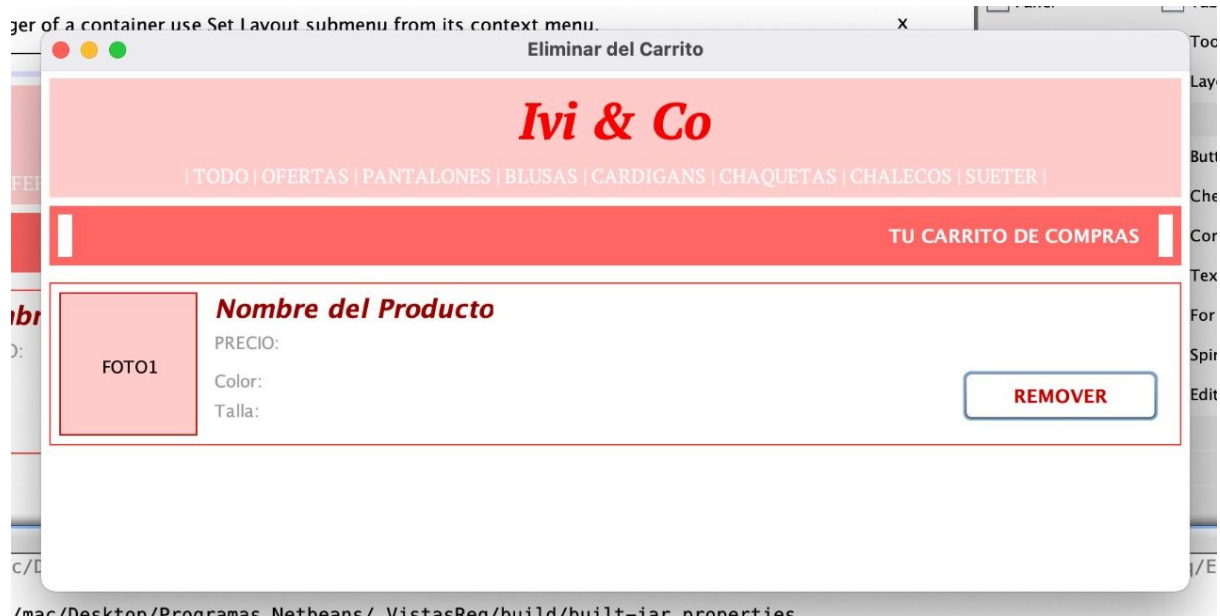 ger of a container use Set Layout submenu from its context menu. x
Eliminar del Carrito
Ivi & Co
| TODO | OFERTAS | PANTALONES | BLUSAS | CARDIGANS | CHAQUETAS | CHALECOS | SUETER |
TU CARRITO DE COMPRAS
Nombre del Producto
PRECIO:
FOTO1
Color:
REMOVER
Talla:
/mac/Desktop/Programas Netbeans/ VistasReq/build/built-jar.properties